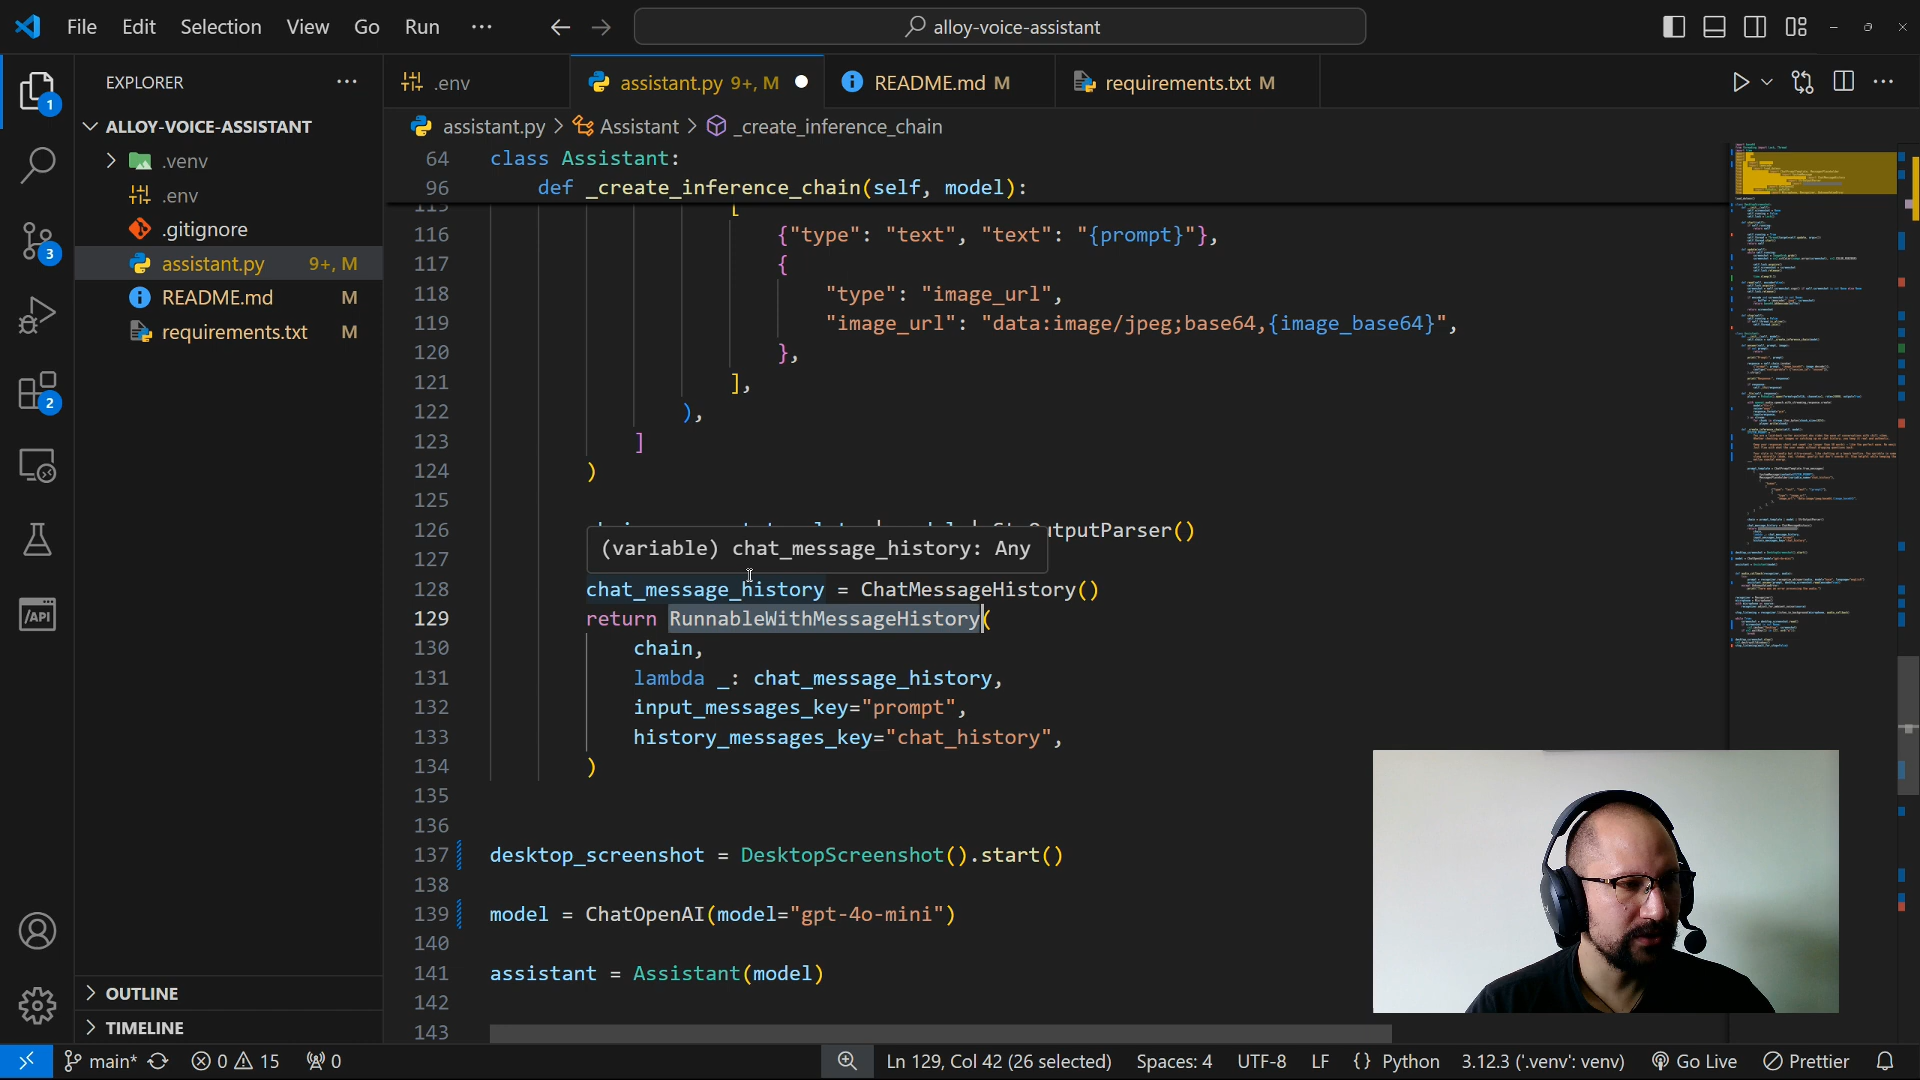 File Edit Selection View Go Run ··· alloy-voice-assistant
EXPLORER
.env
assistant.py 9+, M
README.md M
requirements.txt M
ALLOY-VOICE-ASSISTANT
.venv
.env
.gitignore
assistant.py 9+, M
README.md M
requirements.txt M
OUTLINE
TIMELINE
1
3
2
API
assistant.py > Assistant > _create_inference_chain
64 class Assistant:
96 def _create_inference_chain(self, model):
115 [
116 {"type": "text", "text": "{prompt}"},
117 {
118 "type": "image_url",
119 "image_url": "data:image/jpeg;base64,{image_base64}",
120 },
121 ],
122 ),
123 ]
124 )
125
126 OutputParser()
(variable) chat_message_history: Any
127
128 chat_message_history = ChatMessageHistory()
129 return RunnableWithMessageHistory(
130 chain,
131 lambda _: chat_message_history,
132 input_messages_key="prompt",
133 history_messages_key="chat_history",
134 )
135
136
137 desktop_screenshot = DesktopScreenshot().start()
138
139 model = ChatOpenAI(model="gpt-4o-mini")
140
141 assistant = Assistant(model)
142
143
main* 0 15 0 Ln 129, Col 42 (26 selected) Spaces: 4 UTF-8 LF {} Python 3.12.3 ('.venv': venv) Go Live Prettier